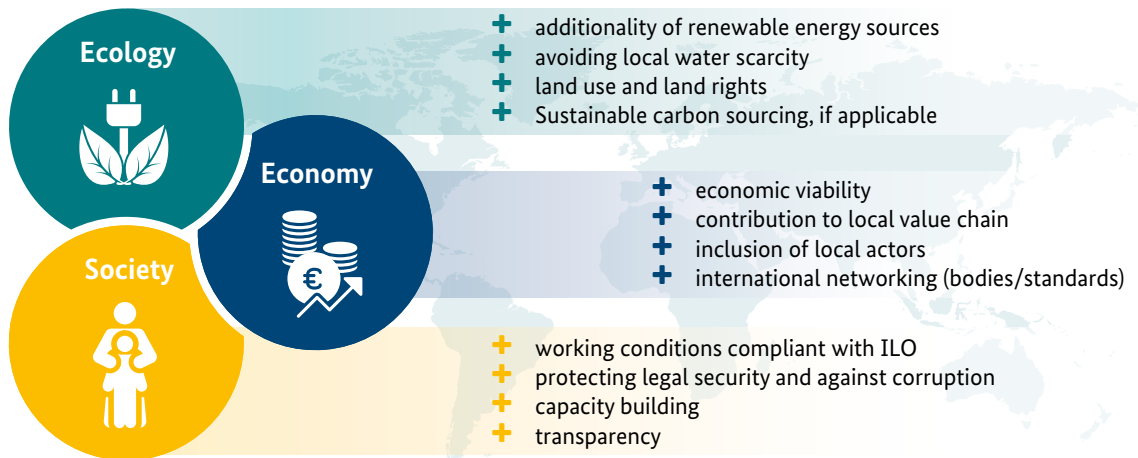 Ecology
additionality of renewable energy sources
avoiding local water scarcity
land use and land rights
Sustainable carbon sourcing, if applicable
Economy
economic viability
contribution to local value chain
inclusion of local actors
international networking (bodies/standards)
Society
€
working conditions compliant with ILO
protecting legal security and against corruption
capacity building
transparency